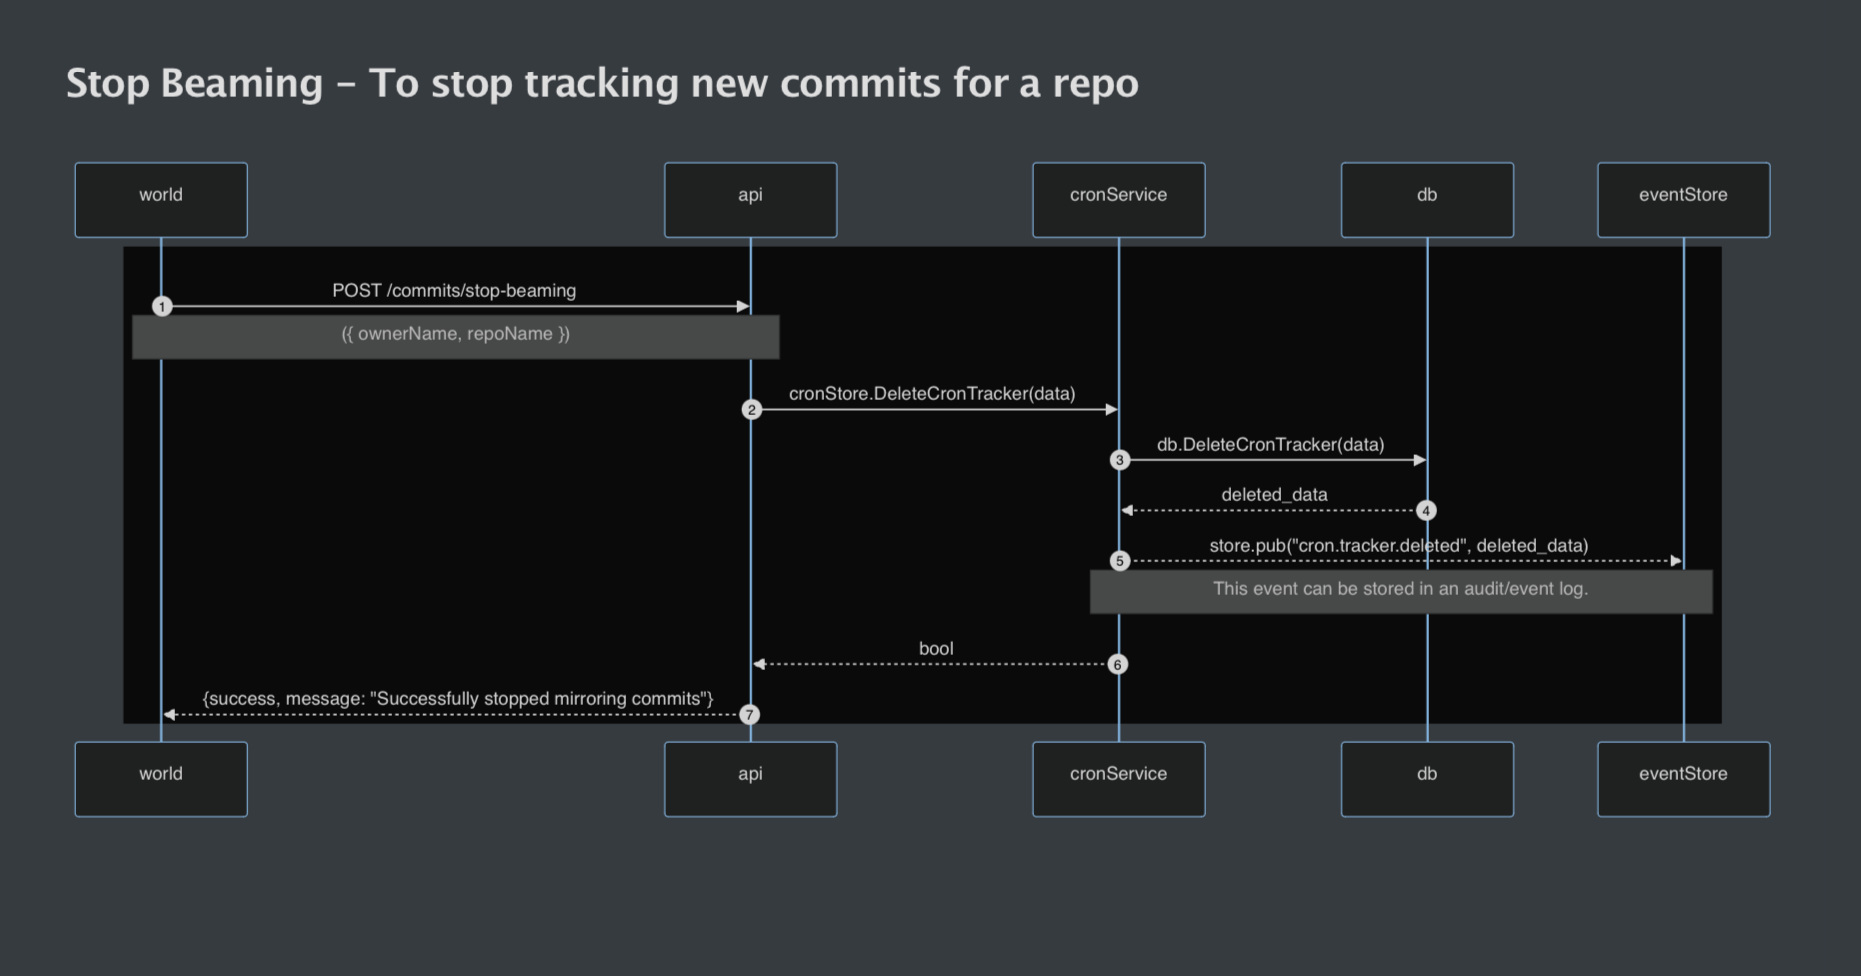 Stop Beaming – To stop tracking new commits for a repo
world
api
cronService
db
eventStore
POST /commits/stop-beaming
1
({ ownerName, repoName })
cronStore.DeleteCronTracker(data)
2
db.DeleteCronTracker(data)
3
deleted_data
4
store.pub("cron.tracker.deleted", deleted_data)
5
This event can be stored in an audit/event log.
bool
6
{success, message: "Successfully stopped mirroring commits"}
7
world
api
cronService
db
eventStore